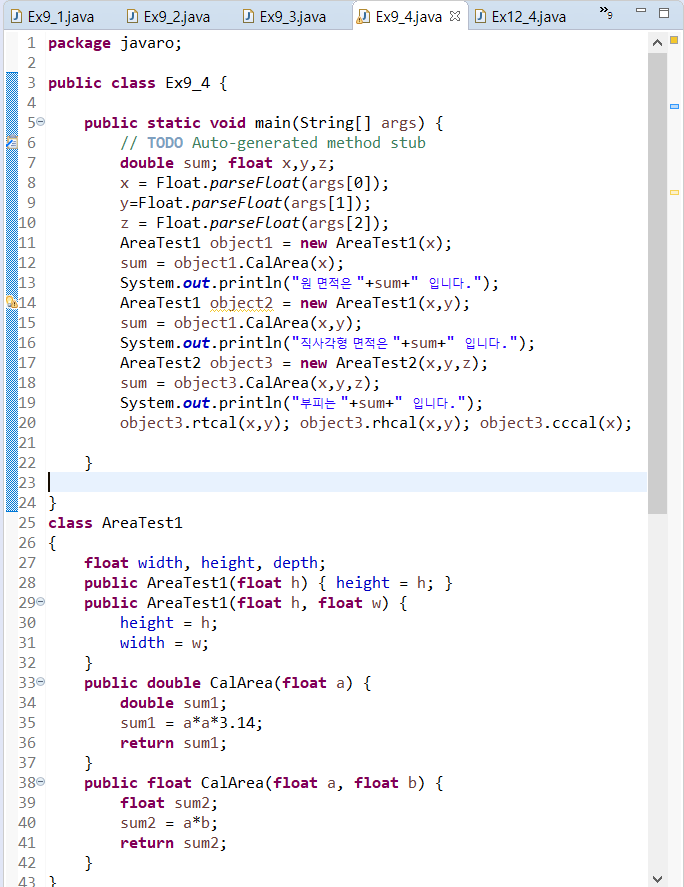 Ex9_1.java Ex9_2.java Ex9_3.java Ex9_4.java Ex12_4.java »9
1 package javaro;
2
3 public class Ex9_4 {
4
5     public static void main(String[] args) {
6         // TODO Auto-generated method stub
7         double sum; float x,y,z;
8         x = Float.parseFloat(args[0]);
9         y=Float.parseFloat(args[1]);
10         z = Float.parseFloat(args[2]);
11         AreaTest1 object1 = new AreaTest1(x);
12         sum = object1.CalArea(x);
13         System.out.println("원 면적은 "+sum+" 입니다.");
14         AreaTest1 object2 = new AreaTest1(x,y);
15         sum = object1.CalArea(x,y);
16         System.out.println("직사각형 면적은 "+sum+" 입니다.");
17         AreaTest2 object3 = new AreaTest2(x,y,z);
18         sum = object3.CalArea(x,y,z);
19         System.out.println("부피는 "+sum+" 입니다.");
20         object3.rtcal(x,y); object3.rhcal(x,y); object3.cccal(x);
21
22     }
23
24 }
25 class AreaTest1
26 {
27     float width, height, depth;
28     public AreaTest1(float h) { height = h; }
29     public AreaTest1(float h, float w) {
30         height = h;
31         width = w;
32     }
33     public double CalArea(float a) {
34         double sum1;
35         sum1 = a*a*3.14;
36         return sum1;
37     }
38     public float CalArea(float a, float b) {
39         float sum2;
40         sum2 = a*b;
41         return sum2;
42     }
43 }